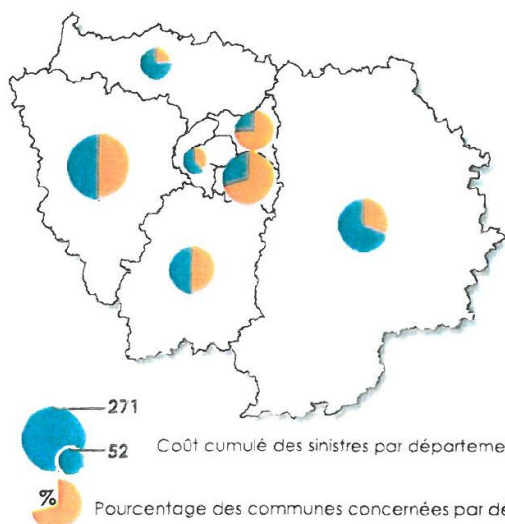 271
52
Coût cumulé des sinistres par départeme
%
Pourcentage des communes concernées par dé